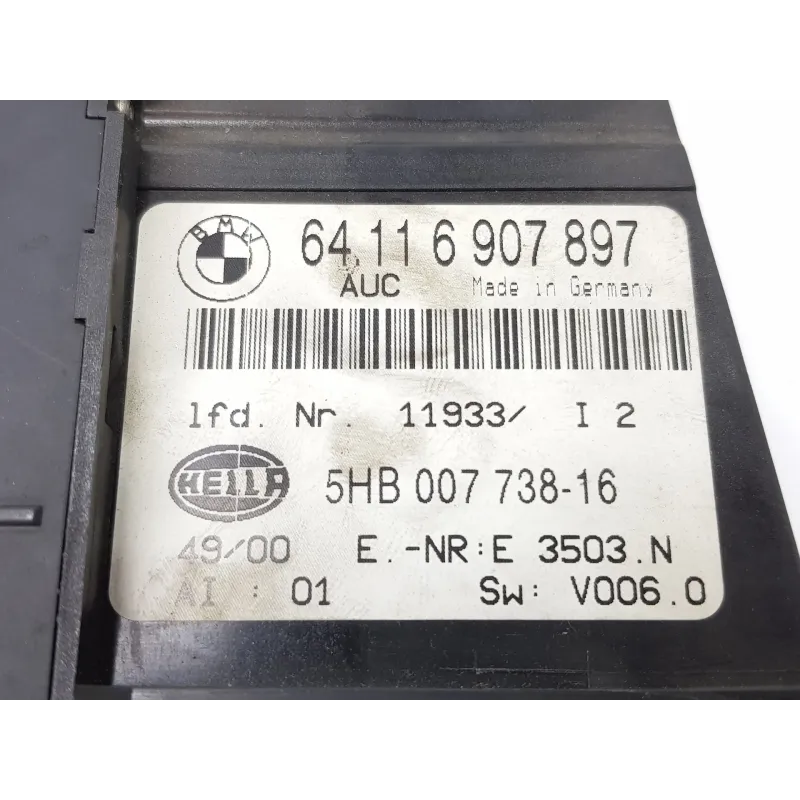 BMW
64.11 6 907 897
AUC Made in Germany
lfd. Nr. 11933/ I 2
HELLA 5HB 007 738-16
49/00 E.-NR:E 3503.N
AI : 01 Sw: V006.0